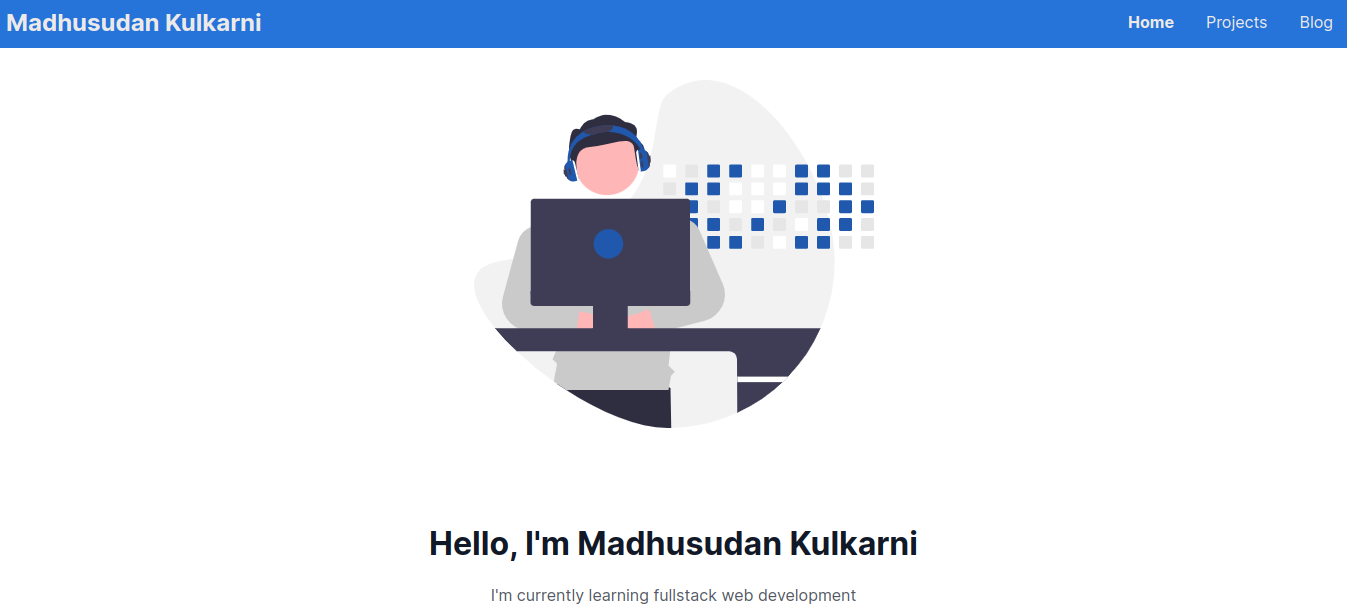 Madhusudan Kulkarni
Home Projects Blog
Hello, I'm Madhusudan Kulkarni
I'm currently learning fullstack web development